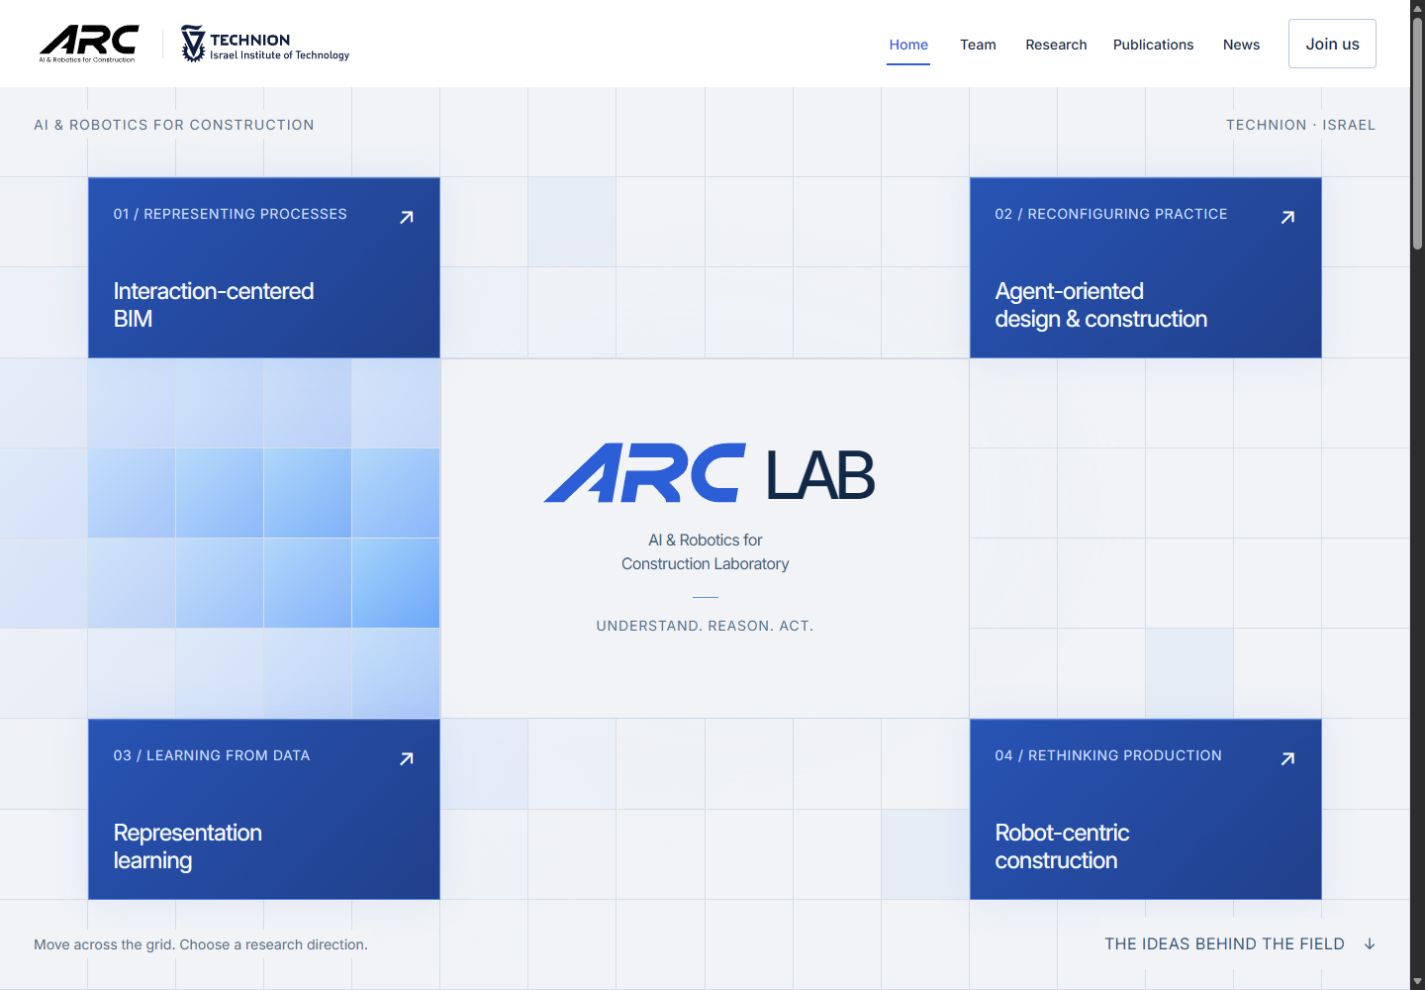 ARC
AI & Robotics for Construction
TECHNION
Israel Institute of Technology
Home
Team
Research
Publications
News
Join us
AI & ROBOTICS FOR CONSTRUCTION
TECHNION · ISRAEL
01 / REPRESENTING PROCESSES
Interaction-centered
BIM
02 / RECONFIGURING PRACTICE
Agent-oriented
design & construction
ARC LAB
AI & Robotics for
Construction Laboratory
UNDERSTAND. REASON. ACT.
03 / LEARNING FROM DATA
Representation
learning
04 / RETHINKING PRODUCTION
Robot-centric
construction
Move across the grid. Choose a research direction.
THE IDEAS BEHIND THE FIELD